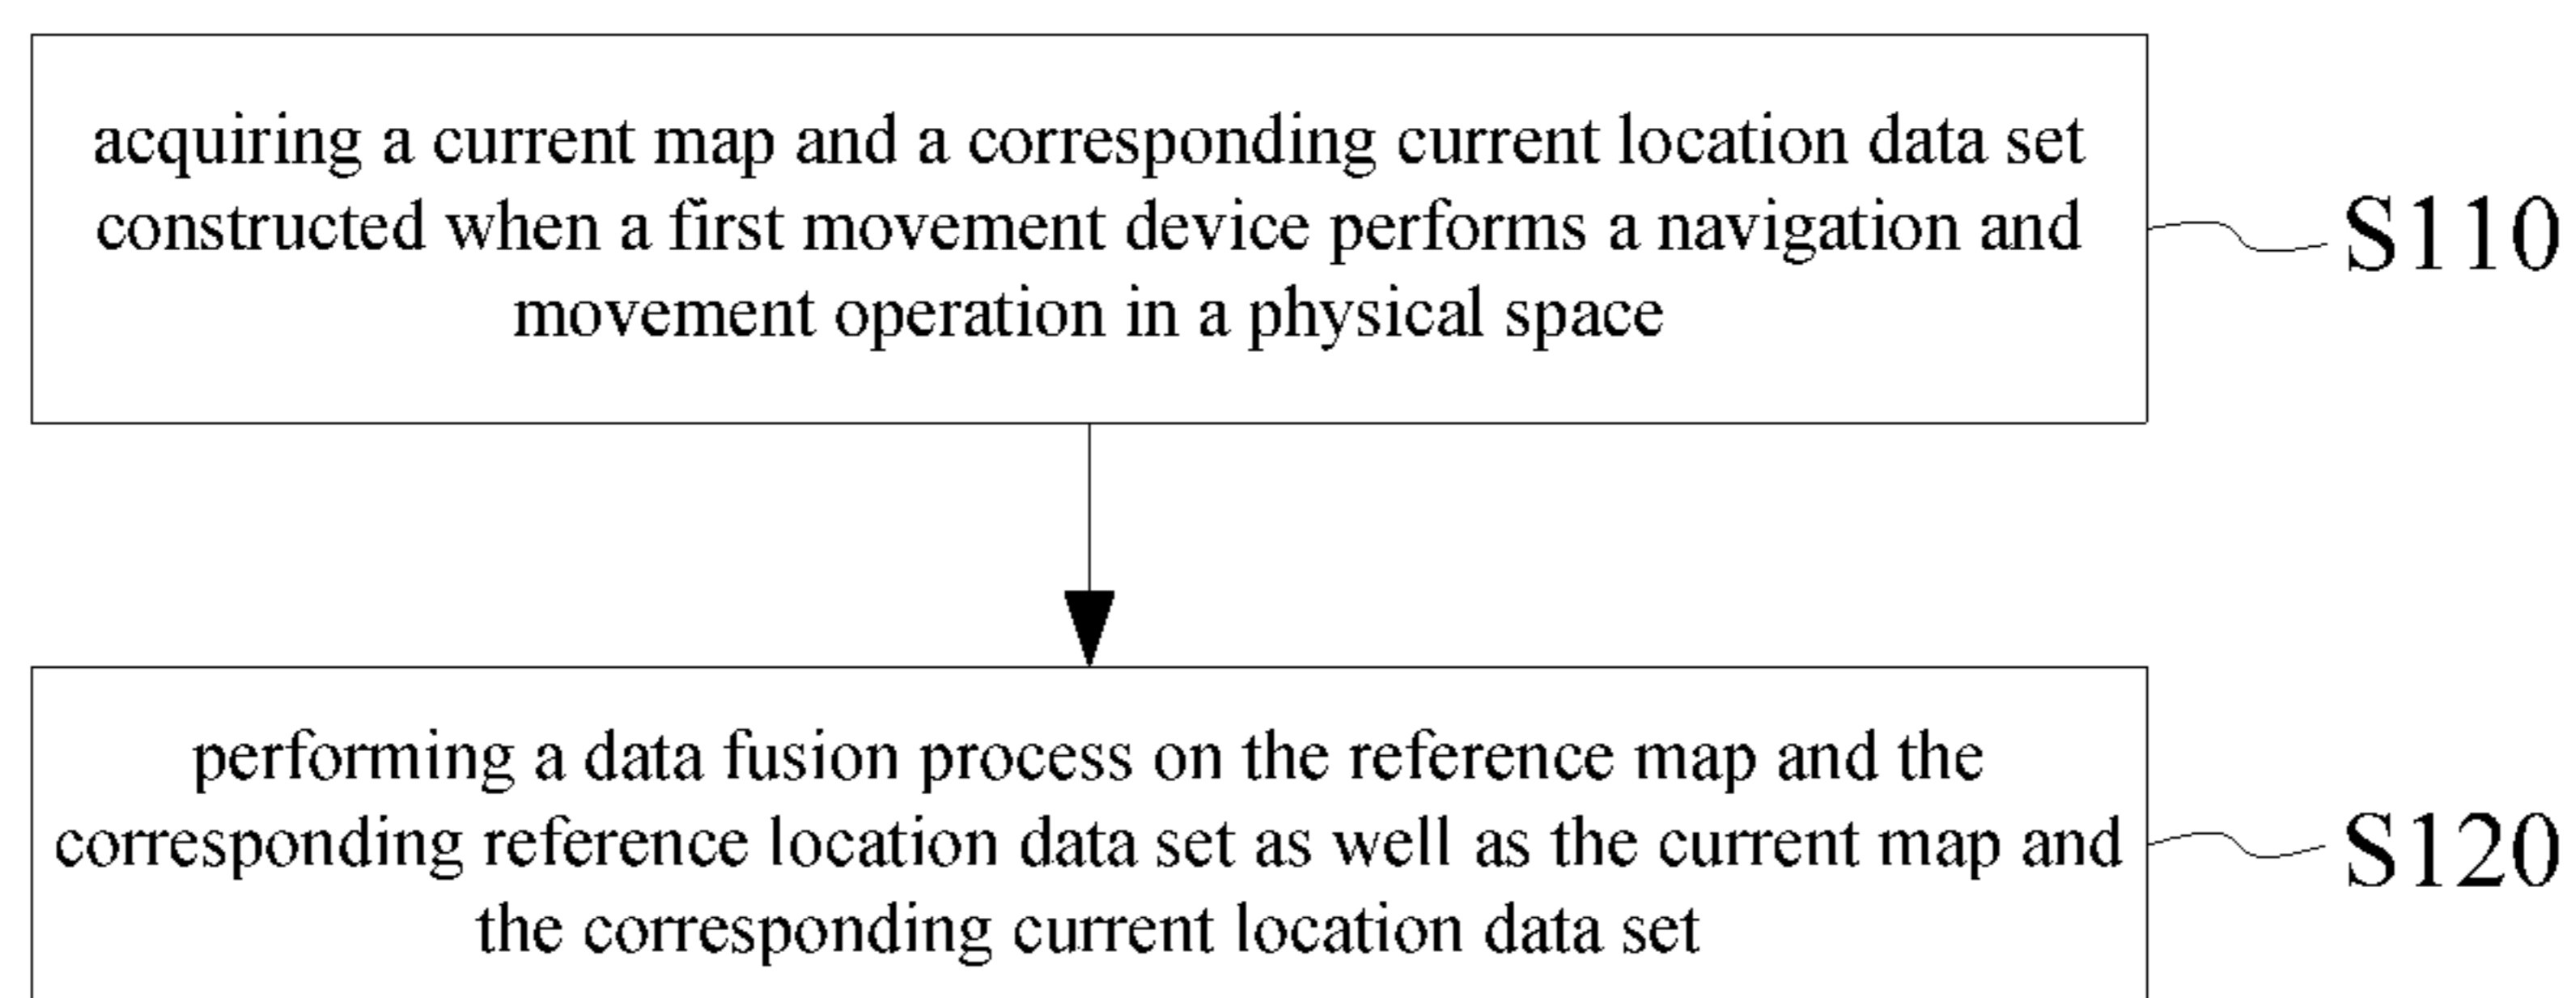 acquiring a current map and a corresponding current location data set
constructed when a first movement device performs a navigation and
movement operation in a physical space
S110
performing a data fusion process on the reference map and the
corresponding reference location data set as well as the current map and
the corresponding current location data set
S120